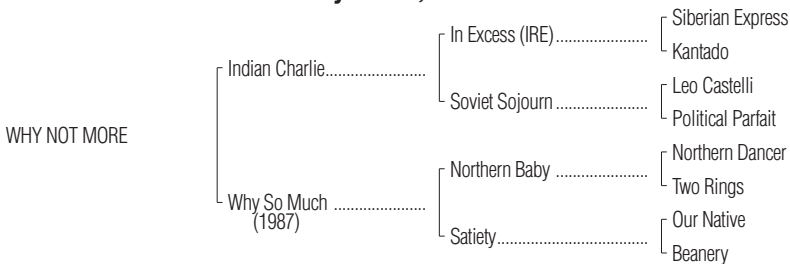 WHY NOT MORE
Indian Charlie
Why So Much
(1987)
In Excess (IRE)
Soviet Sojourn
Northern Baby
Satiety
Siberian Express
Kantado
Leo Castelli
Political Parfait
Northern Dancer
Two Rings
Our Native
Beanery